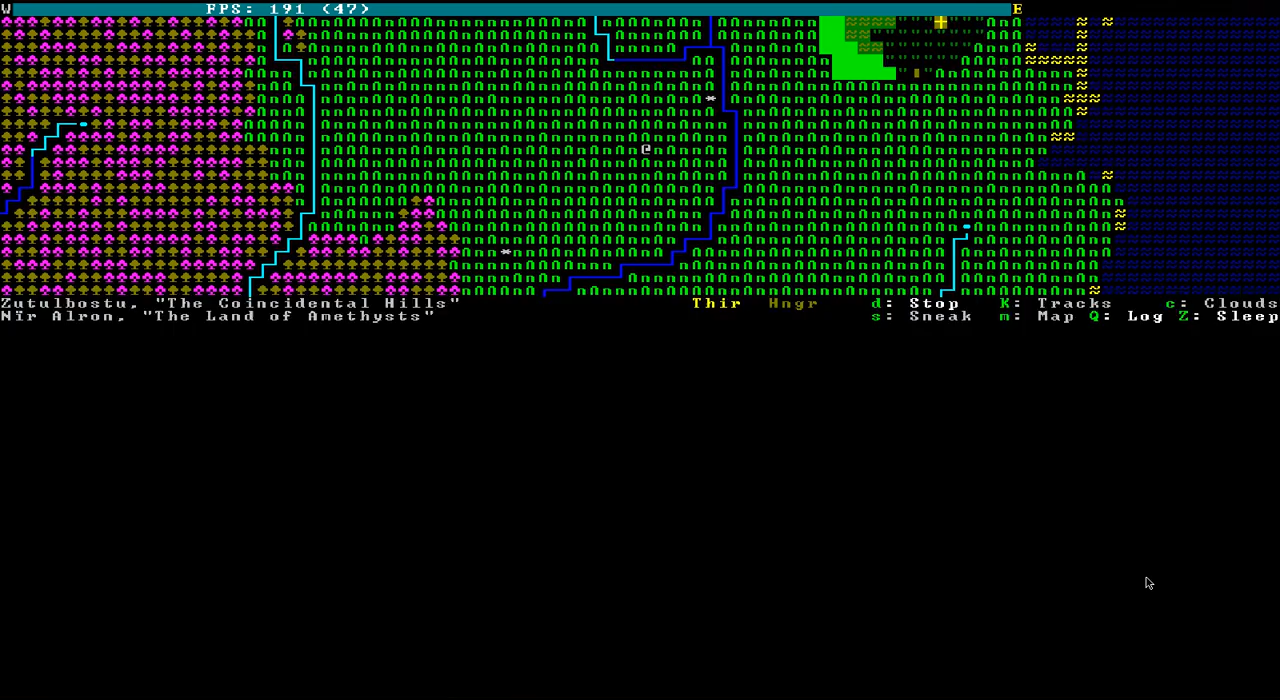 W FPS: 191 (47) E
Zutulbostu, "The Coincidental Hills" Thir Hngr d: Stop K: Tracks c: Clouds
Nîr Alron, "The Land of Amethysts" s: Sneak m: Map Q: Log Z: Sleep